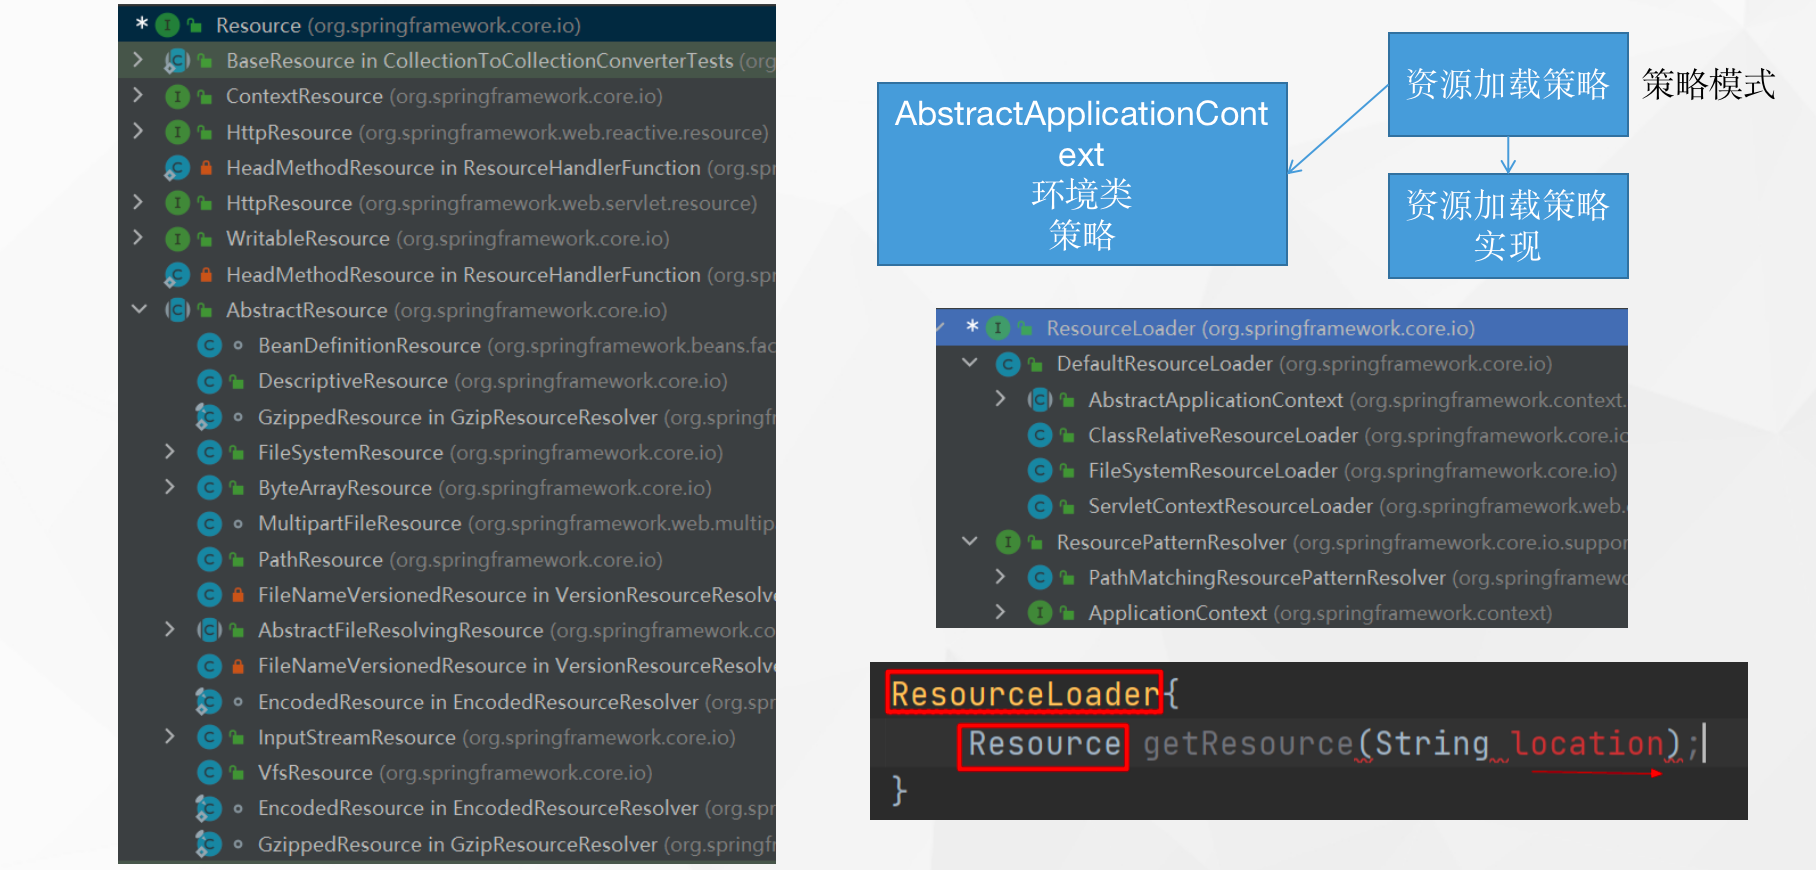 * Resource (org.springframework.core.io)
BaseResource in CollectionToCollectionConverterTests (org
ContextResource (org.springframework.core.io)
HttpResource (org.springframework.web.reactive.resource)
HeadMethodResource in ResourceHandlerFunction (org.spr
HttpResource (org.springframework.web.servlet.resource)
WritableResource (org.springframework.core.io)
HeadMethodResource in ResourceHandlerFunction (org.spr
AbstractResource (org.springframework.core.io)
BeanDefinitionResource (org.springframework.beans.fac
DescriptiveResource (org.springframework.core.io)
GzippedResource in GzipResourceResolver (org.springfr
FileSystemResource (org.springframework.core.io)
ByteArrayResource (org.springframework.core.io)
MultipartFileResource (org.springframework.web.multip
PathResource (org.springframework.core.io)
FileNameVersionedResource in VersionResourceResolve
AbstractFileResolvingResource (org.springframework.co
FileNameVersionedResource in VersionResourceResolve
EncodedResource in EncodedResourceResolver (org.spr
InputStreamResource (org.springframework.core.io)
VfsResource (org.springframework.core.io)
EncodedResource in EncodedResourceResolver (org.spr
GzippedResource in GzipResourceResolver (org.springfr
AbstractApplicationCont
ext
环境类
策略
资源加载策略
策略模式
资源加载策略
实现
* ResourceLoader (org.springframework.core.io)
DefaultResourceLoader (org.springframework.core.io)
AbstractApplicationContext (org.springframework.context.
ClassRelativeResourceLoader (org.springframework.core.io
FileSystemResourceLoader (org.springframework.core.io)
ServletContextResourceLoader (org.springframework.web.
ResourcePatternResolver (org.springframework.core.io.suppor
PathMatchingResourcePatternResolver (org.springframewo
ApplicationContext (org.springframework.context)
ResourceLoader{
Resource getResource(String location);
}